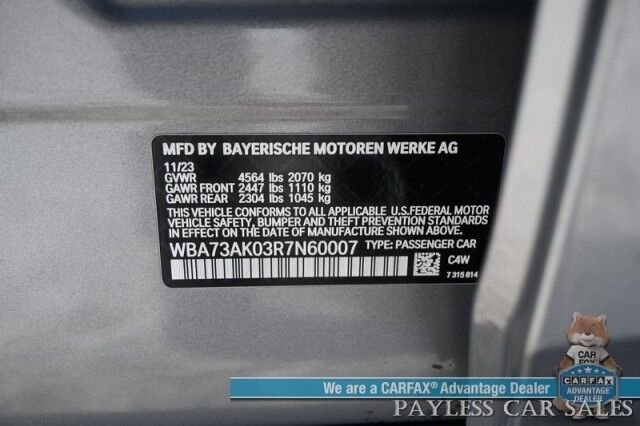 MFD BY BAYERISCHE MOTOREN WERKE AG
11/23
GVWR 4564 lbs 2070 kg
GAWR FRONT 2447 lbs 1110 kg
GAWR REAR 2304 lbs 1045 kg
THIS VEHICLE CONFORMS TO ALL APPLICABLE U.S.FEDERAL MOTOR
VEHICLE SAFETY, BUMPER AND THEFT PREVENTION STANDARDS
IN EFFECT ON THE DATE OF MANUFACTURE SHOWN ABOVE.
WBA73AK03R7N60007 TYPE: PASSENGER CAR
C4W
7 315 814
CAR
FOX
We are a CARFAX® Advantage Dealer
CARFAX
ADVANTAGE
DEALER
PAYLESS CAR SALES